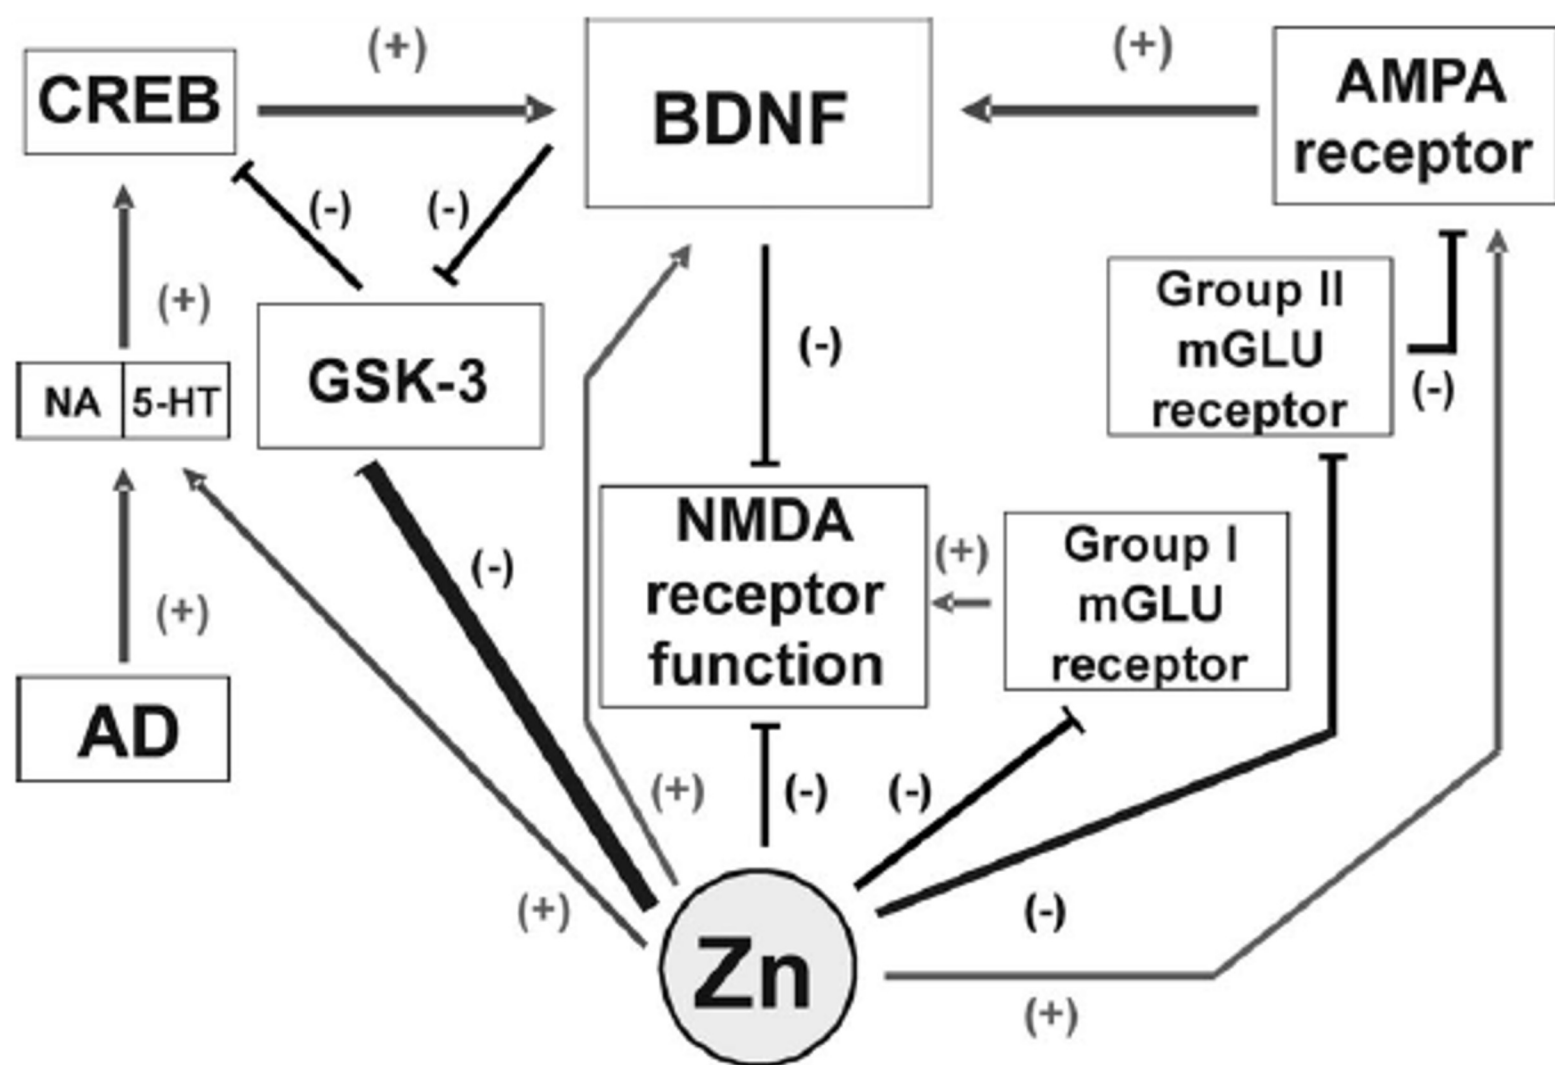 (+)
(+)
CREB
BDNF
AMPA
receptor
(-)
(-)
(+)
GSK-3
NA
5-HT
(-)
Group II
mGLU
receptor
(-)
(-)
NMDA
receptor
function
(+)
Group I
mGLU
receptor
(+)
AD
(+)
(-)
(-)
(+)
(-)
Zn
(+)